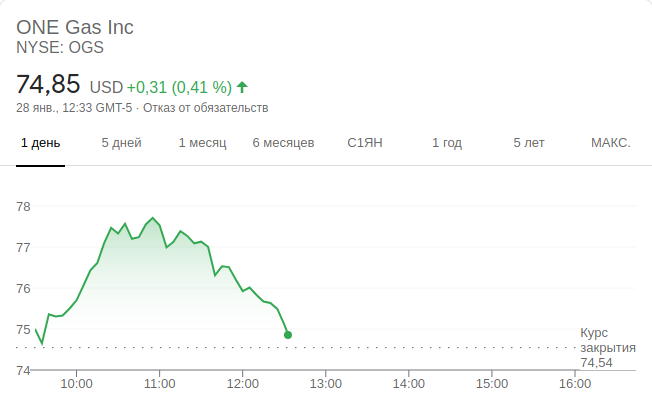 ONE Gas Inc
NYSE: OGS
74,85 USD +0,31 (0,41 %)
28 янв., 12:33 GMT-5 · Отказ от обязательств
1 день 5 дней 1 месяц 6 месяцев С1ЯН 1 год 5 лет МАКС.
78
77
76
75
Курс
закрытия
74,54
74
10:00 11:00 12:00 13:00 14:00 15:00 16:00